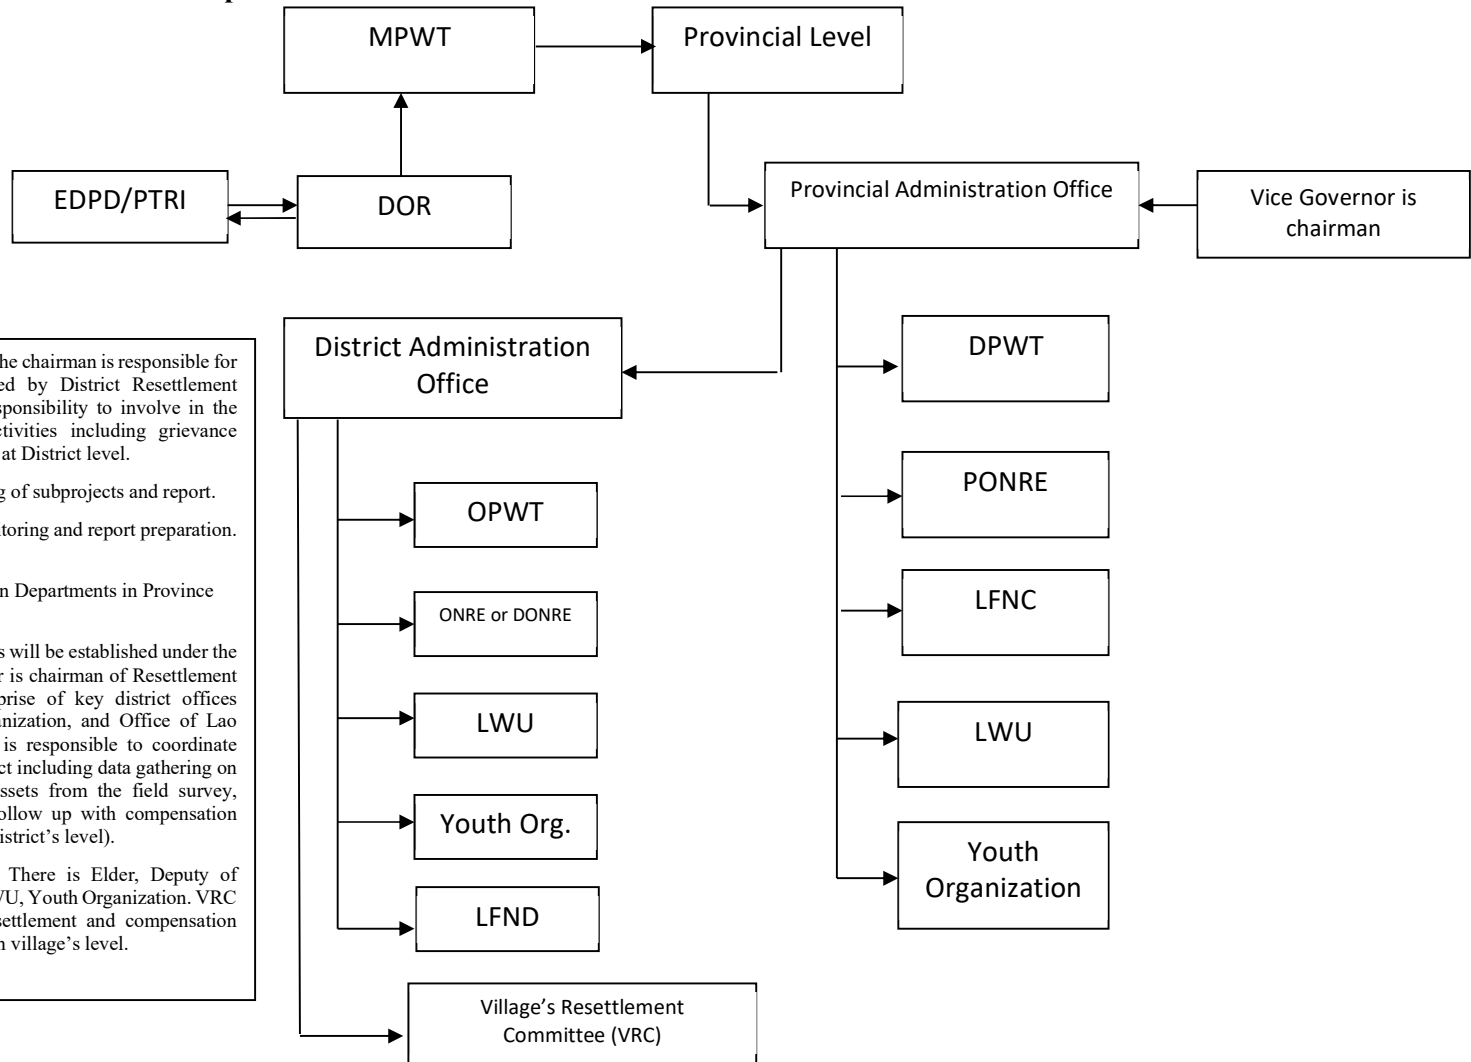 MPWT
Provincial Level
EDPD/PTRI
DOR
Provincial Administration Office
Vice Governor is
chairman
he chairman is responsible for
ed by District Resettlement
sponsibility to involve in the
ctivities including grievance
at District level.
g of subprojects and report.
itoring and report preparation.
n Departments in Province
s will be established under the
r is chairman of Resettlement
prise of key district offices
anization, and Office of Lao
is responsible to coordinate
ct including data gathering on
assets from the field survey,
ollow up with compensation
istrict’s level).
There is Elder, Deputy of
WU, Youth Organization. VRC
settlement and compensation
n village’s level.
District Administration
Office
OPWT
ONRE or DONRE
LWU
Youth Org.
LFND
Village’s Resettlement
Committee (VRC)
DPWT
PONRE
LFNC
LWU
Youth
Organization